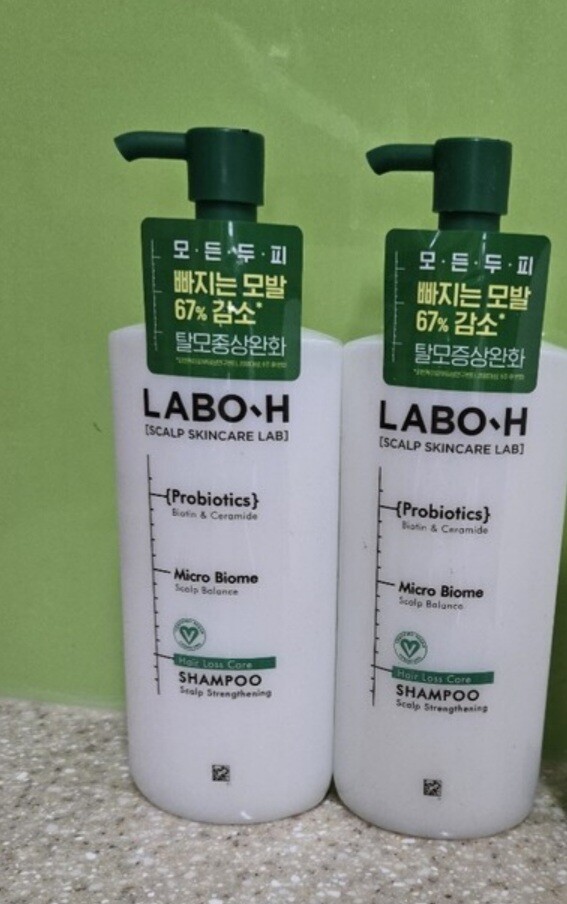 모·든·두·피
빠지는 모발
67% 감소*
탈모증상완화
LABO-H
[SCALP SKINCARE LAB]
{Probiotics}
Biotin & Ceramide
Micro Biome
Scalp Balance
Hair Loss Care
SHAMPOO
Scalp Strengthening
모·든·두·피
빠지는 모발
67% 감소*
탈모증상완화
LABO-H
[SCALP SKINCARE LAB]
{Probiotics}
Biotin & Ceramide
Micro Biome
Scalp Balance
Hair Loss Care
SHAMPOO
Scalp Strengthening